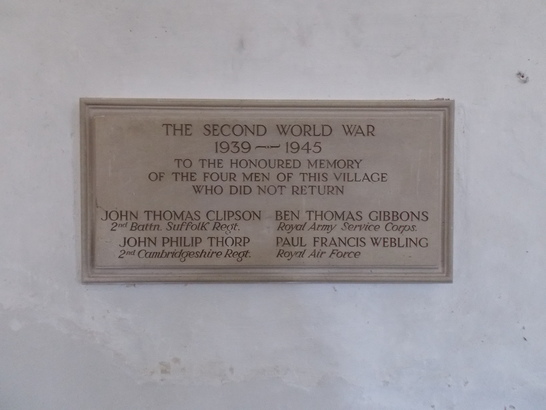 THE SECOND WORLD WAR
1939 — 1945
TO THE HONOURED MEMORY
OF THE FOUR MEN OF THIS VILLAGE
WHO DID NOT RETURN
JOHN THOMAS CLIPSON BEN THOMAS GIBBONS
2nd Battn. Suffolk Regt. Royal Army Service Corps.
JOHN PHILIP THORP PAUL FRANCIS WEBLING
2nd Cambridgeshire Regt. Royal Air Force